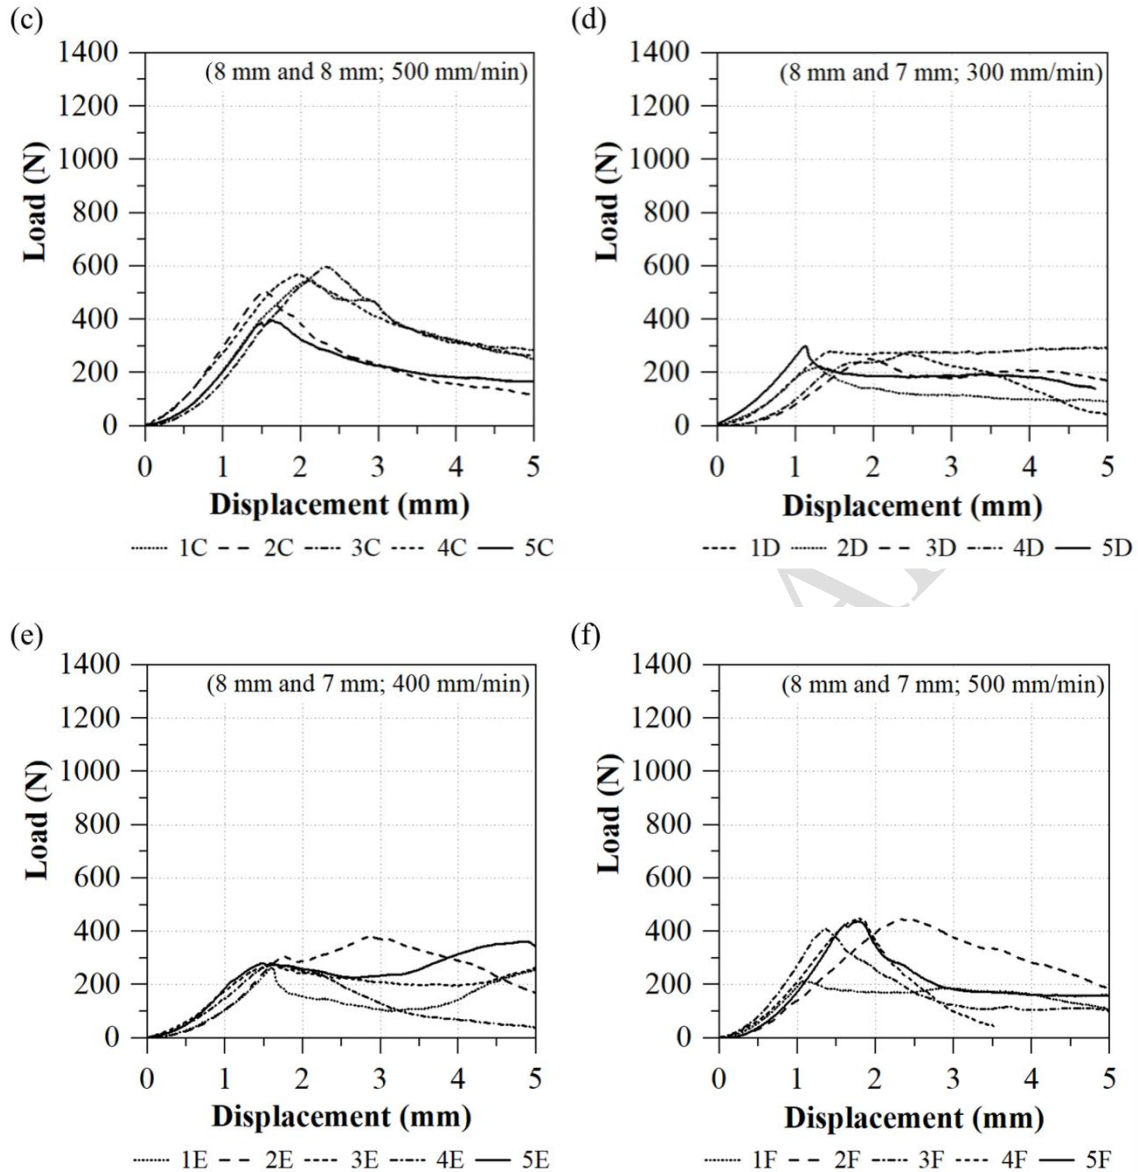 (c)
1400
(8 mm and 8 mm; 500 mm/min)
1200
1000
800
600
400
200
0
Load (N)
0 1 2 3 4 5
Displacement (mm)
1C 2C 3C 4C 5C
(d)
1400
(8 mm and 7 mm; 300 mm/min)
1200
1000
800
600
400
200
0
Load (N)
0 1 2 3 4 5
Displacement (mm)
1D 2D 3D 4D 5D
(e)
1400
(8 mm and 7 mm; 400 mm/min)
1200
1000
800
600
400
200
0
Load (N)
0 1 2 3 4 5
Displacement (mm)
1E 2E 3E 4E 5E
(f)
1400
(8 mm and 7 mm; 500 mm/min)
1200
1000
800
600
400
200
0
Load (N)
0 1 2 3 4 5
Displacement (mm)
1F 2F 3F 4F 5F